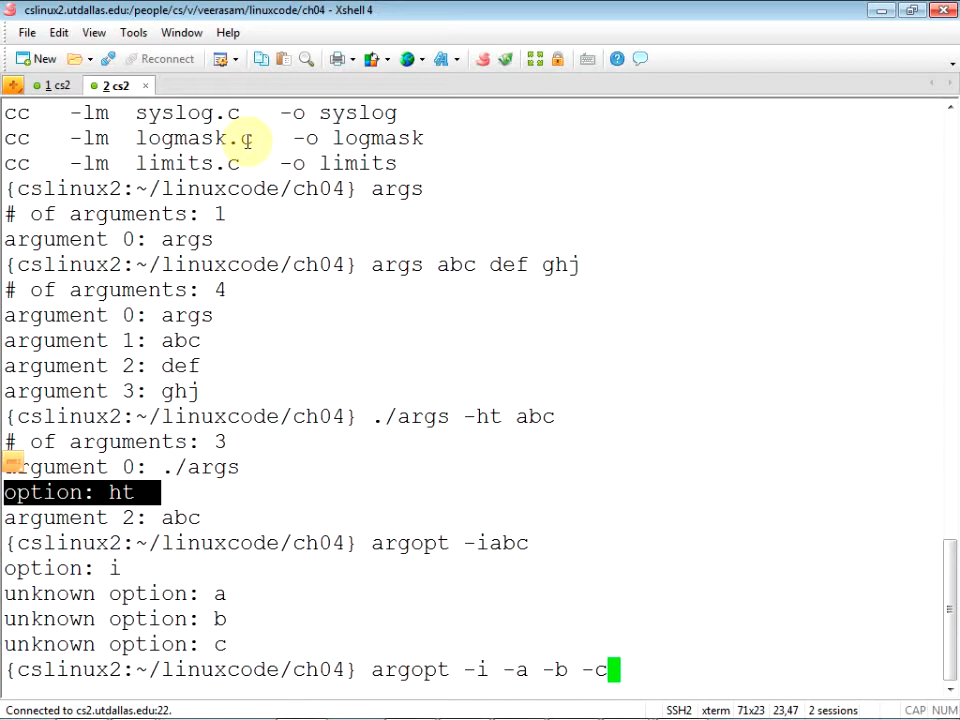 cslinux2.utdallas.edu:/people/cs/v/veerasam/linuxcode/ch04 - Xshell 4
File Edit View Tools Window Help
New Reconnect
1 cs2 2 cs2
cc -lm syslog.c -o syslog
cc -lm logmask.c -o logmask
cc -lm limits.c -o limits
{cslinux2:~/linuxcode/ch04} args
# of arguments: 1
argument 0: args
{cslinux2:~/linuxcode/ch04} args abc def ghj
# of arguments: 4
argument 0: args
argument 1: abc
argument 2: def
argument 3: ghj
{cslinux2:~/linuxcode/ch04} ./args -ht abc
# of arguments: 3
argument 0: ./args
option: ht
argument 2: abc
{cslinux2:~/linuxcode/ch04} argopt -iabc
option: i
unknown option: a
unknown option: b
unknown option: c
{cslinux2:~/linuxcode/ch04} argopt -i -a -b -c
Connected to cs2.utdallas.edu:22. SSH2 xterm 71x23 23,47 2 sessions CAP NUM